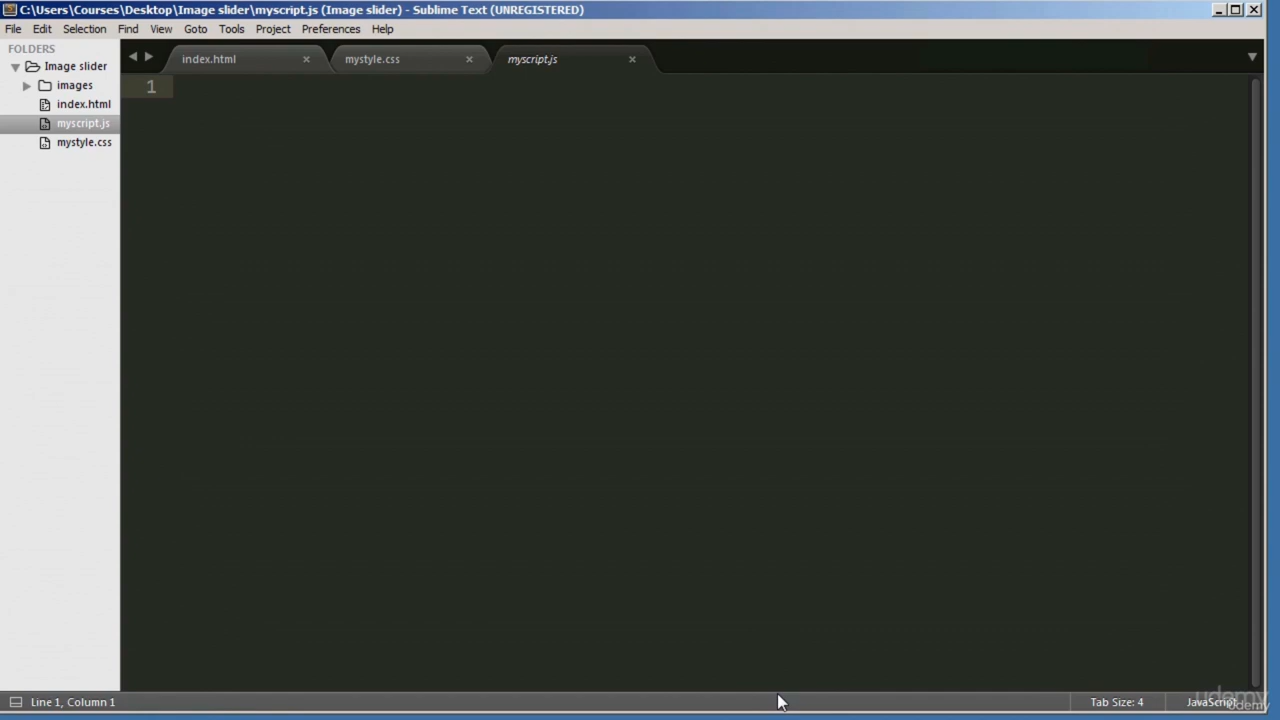 C:\Users\Courses\Desktop\Image slider\myscript.js (Image slider) - Sublime Text (UNREGISTERED)
File Edit Selection Find View Goto Tools Project Preferences Help
FOLDERS
Image slider
images
index.html
myscript.js
mystyle.css
index.html × mystyle.css × myscript.js ×
1
Line 1, Column 1 Tab Size: 4 JavaScript
udemy
udemy